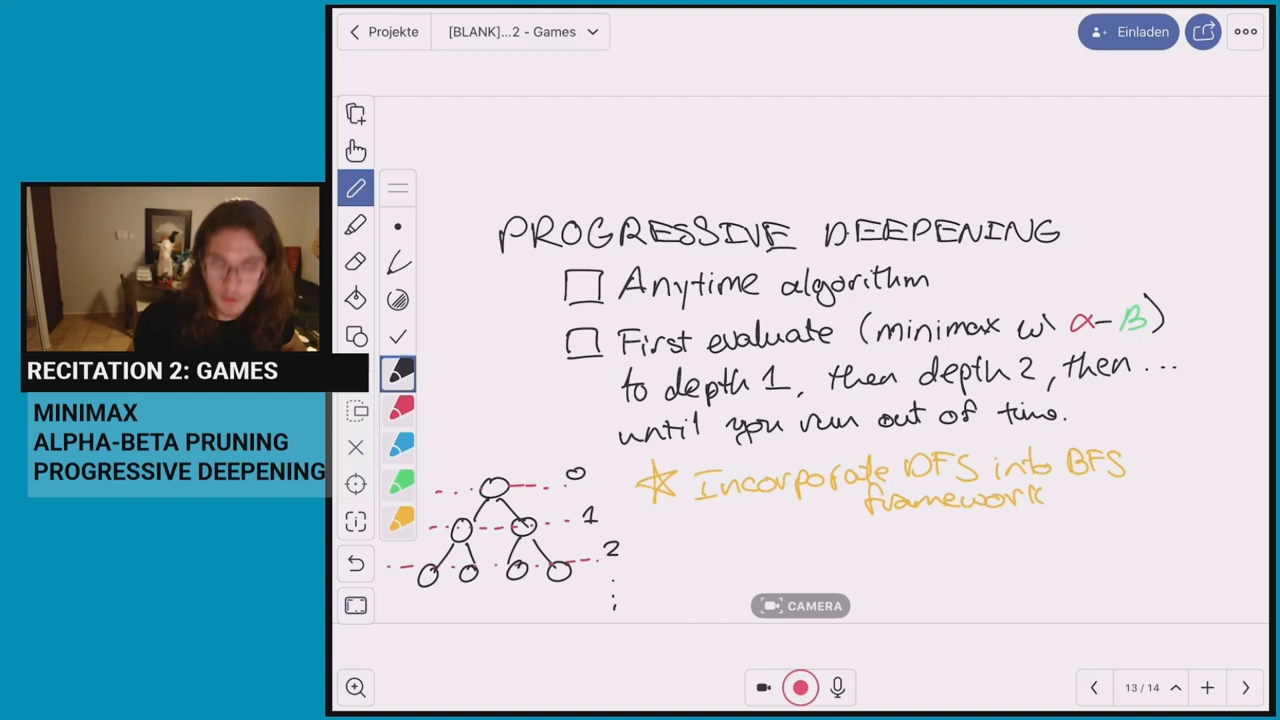 Projekte
[BLANK]...2 - Games
Einladen
PROGRESSIVE DEEPENING
Anytime algorithm
First evaluate (minimax w\ α-β)
to depth 1, then depth 2, then ...
until you run out of time.
Incorporate DFS into BFS
framework
0
1
2
RECITATION 2: GAMES
MINIMAX
ALPHA-BETA PRUNING
PROGRESSIVE DEEPENING
CAMERA
13 / 14